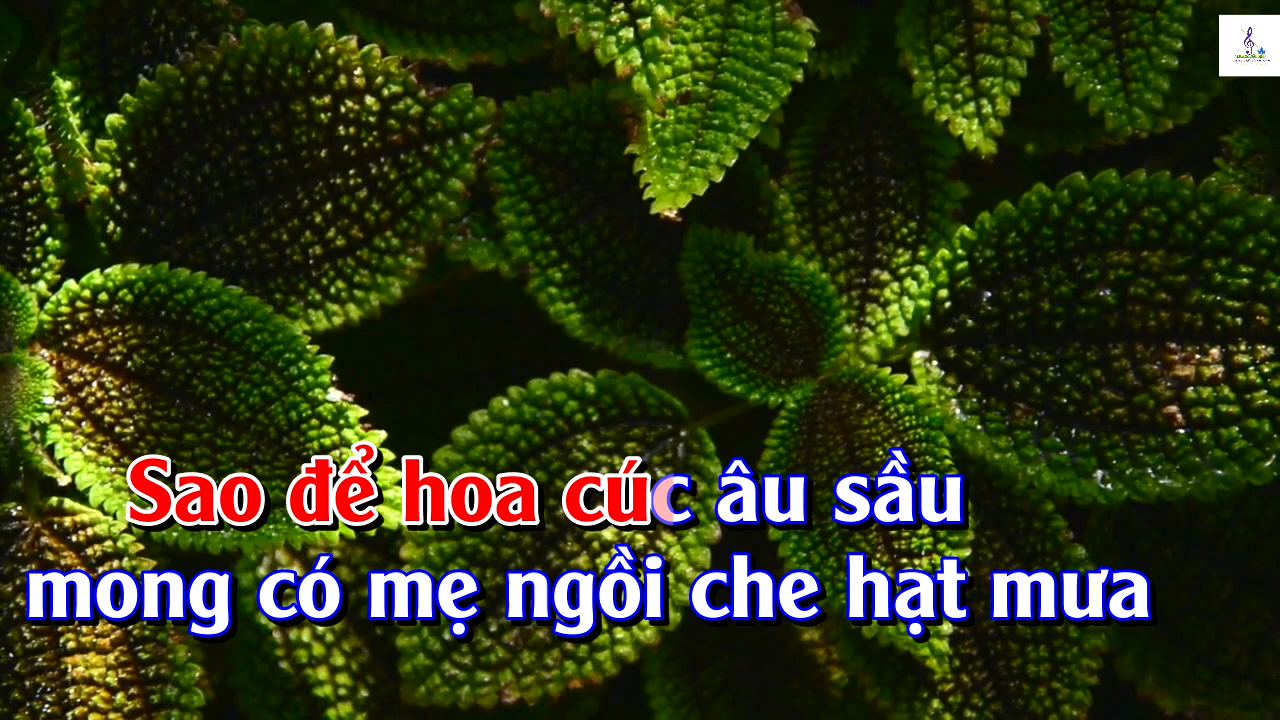 Sao để hoa cúc âu sầu
mong có mẹ ngồi che hạt mưa